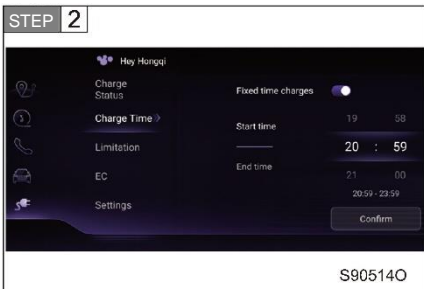 STEP 2
Hey Hongqi
Charge
Status
Charge Time
Limitation
EC
Settings
Fixed time charges
Start time
End time
19 58
20 : 59
21 00
20:59 - 23:59
Confirm
S90514O